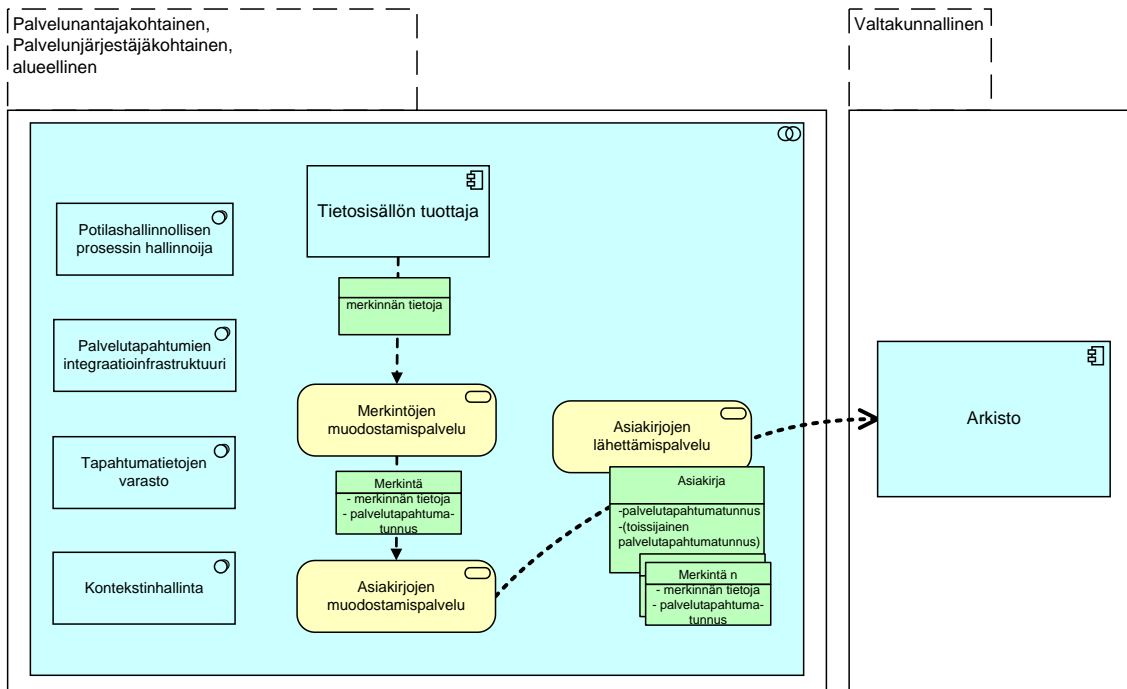 Palvelunantajakohtainen,
Palvelunjärjestäjäkohtainen,
alueellinen
Valtakunnallinen
Potilashallinnollisen
prosessin hallinnoija
Palvelutapahtumien
integraatioinfrastruktuuri
Tapahtumatietojen
varasto
Kontekstinhallinta
Tietosisällön tuottaja
merkinnän tietoja
Merkintöjen
muodostamispalvelu
Merkintä
- merkinnän tietoja
- palvelutapahtuma-
tunnus
Asiakirjojen
muodostamispalvelu
Asiakirjojen
lähettämispalvelu
Asiakirja
-palvelutapahtumatunnus
-(toissijainen
palvelutapahtumatunnus)
Merkintä n
- merkinnän tietoja
- palvelutapahtuma-
tunnus
Arkisto